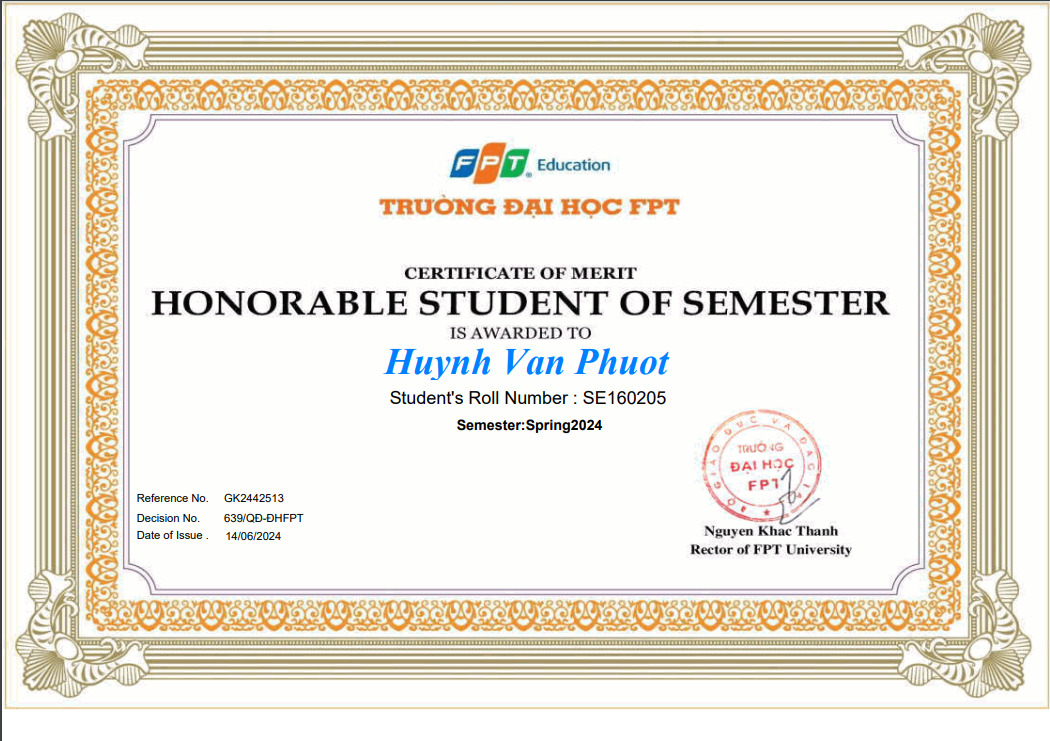 FPT Education
TRƯỜNG ĐẠI HỌC FPT
CERTIFICATE OF MERIT
HONORABLE STUDENT OF SEMESTER
IS AWARDED TO
Huynh Van Phuot
Student's Roll Number : SE160205
Semester:Spring2024
BỘ GIÁO DỤC VÀ ĐÀO TẠO
TRƯỜNG
ĐẠI HỌC
FPT
Reference No. GK2442513
Decision No. 639/QĐ-ĐHFPT
Date of Issue . 14/06/2024
Nguyen Khac Thanh
Rector of FPT University